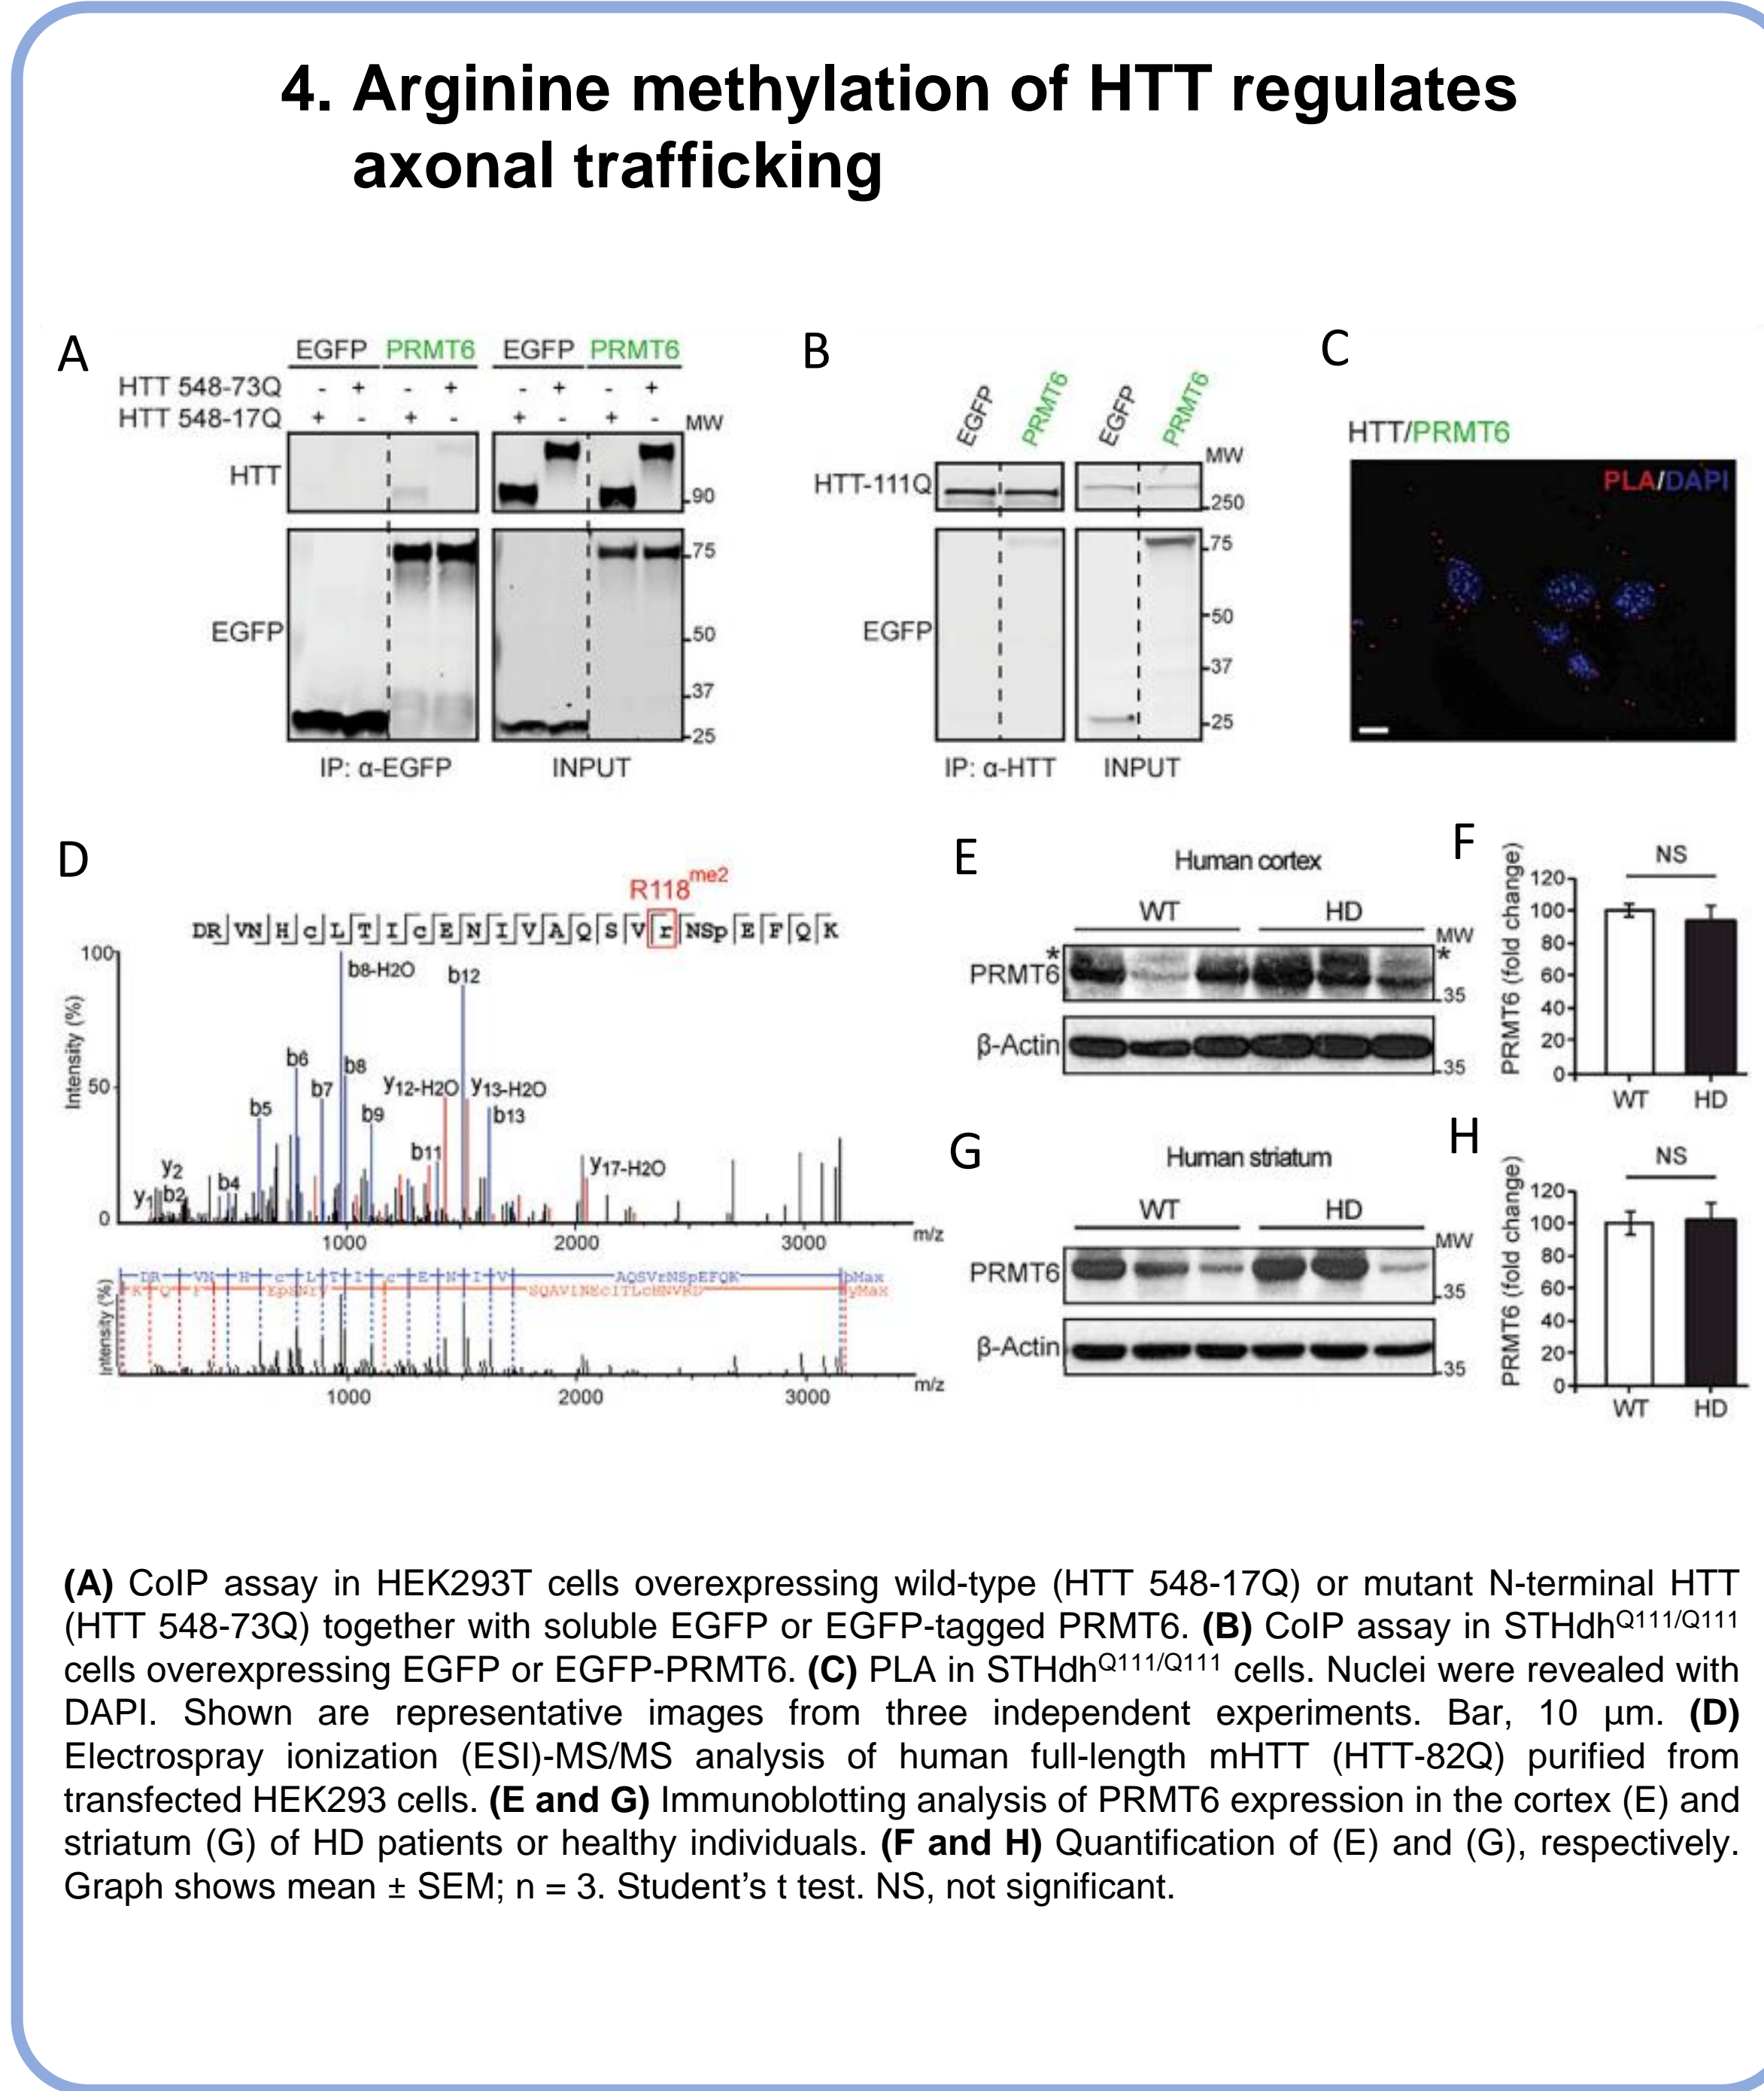 4. Arginine methylation of HTT regulates
axonal trafficking
A
EGFP PRMT6 EGFP PRMT6
HTT 548-73Q - + - + - + - +
HTT 548-17Q + - + - + - + -
MW
HTT
90
75
EGFP
50
37
25
IP: α-EGFP INPUT
B
EGFP PRMT6 EGFP PRMT6
MW
HTT-111Q
250
75
50
EGFP
37
25
IP: α-HTT INPUT
C
HTT/PRMT6
PLA/DAPI
D
R118me2
DR VN H c L T I c E N I V A Q S V r NSp E F Q K
Intensity (%)
100
50
0
b8-H2O
b12
b6
b8
b7
y12-H2O
y13-H2O
b5
b9
b13
b11
y17-H2O
y2
b4
y1
b2
1000 2000 3000 m/z
DR VN H c L T I c E N I V AQSVrNSpEFQK bMax
K Q F EpSNrV SQAVINEcITLcHNVRD yMax
Intensity (%)
1000 2000 3000 m/z
E
Human cortex
WT HD
MW
* *
PRMT6
35
β-Actin
35
F
NS
PRMT6 (fold change)
120
100
80
60
40
20
0
WT HD
G
Human striatum
WT HD
MW
PRMT6
35
β-Actin
35
H
NS
PRMT6 (fold change)
120
100
80
60
40
20
0
WT HD
(A) CoIP assay in HEK293T cells overexpressing wild-type (HTT 548-17Q) or mutant N-terminal HTT
(HTT 548-73Q) together with soluble EGFP or EGFP-tagged PRMT6. (B) CoIP assay in STHdhQ111/Q111
cells overexpressing EGFP or EGFP-PRMT6. (C) PLA in STHdhQ111/Q111 cells. Nuclei were revealed with
DAPI. Shown are representative images from three independent experiments. Bar, 10 μm. (D)
Electrospray ionization (ESI)-MS/MS analysis of human full-length mHTT (HTT-82Q) purified from
transfected HEK293 cells. (E and G) Immunoblotting analysis of PRMT6 expression in the cortex (E) and
striatum (G) of HD patients or healthy individuals. (F and H) Quantification of (E) and (G), respectively.
Graph shows mean ± SEM; n = 3. Student’s t test. NS, not significant.